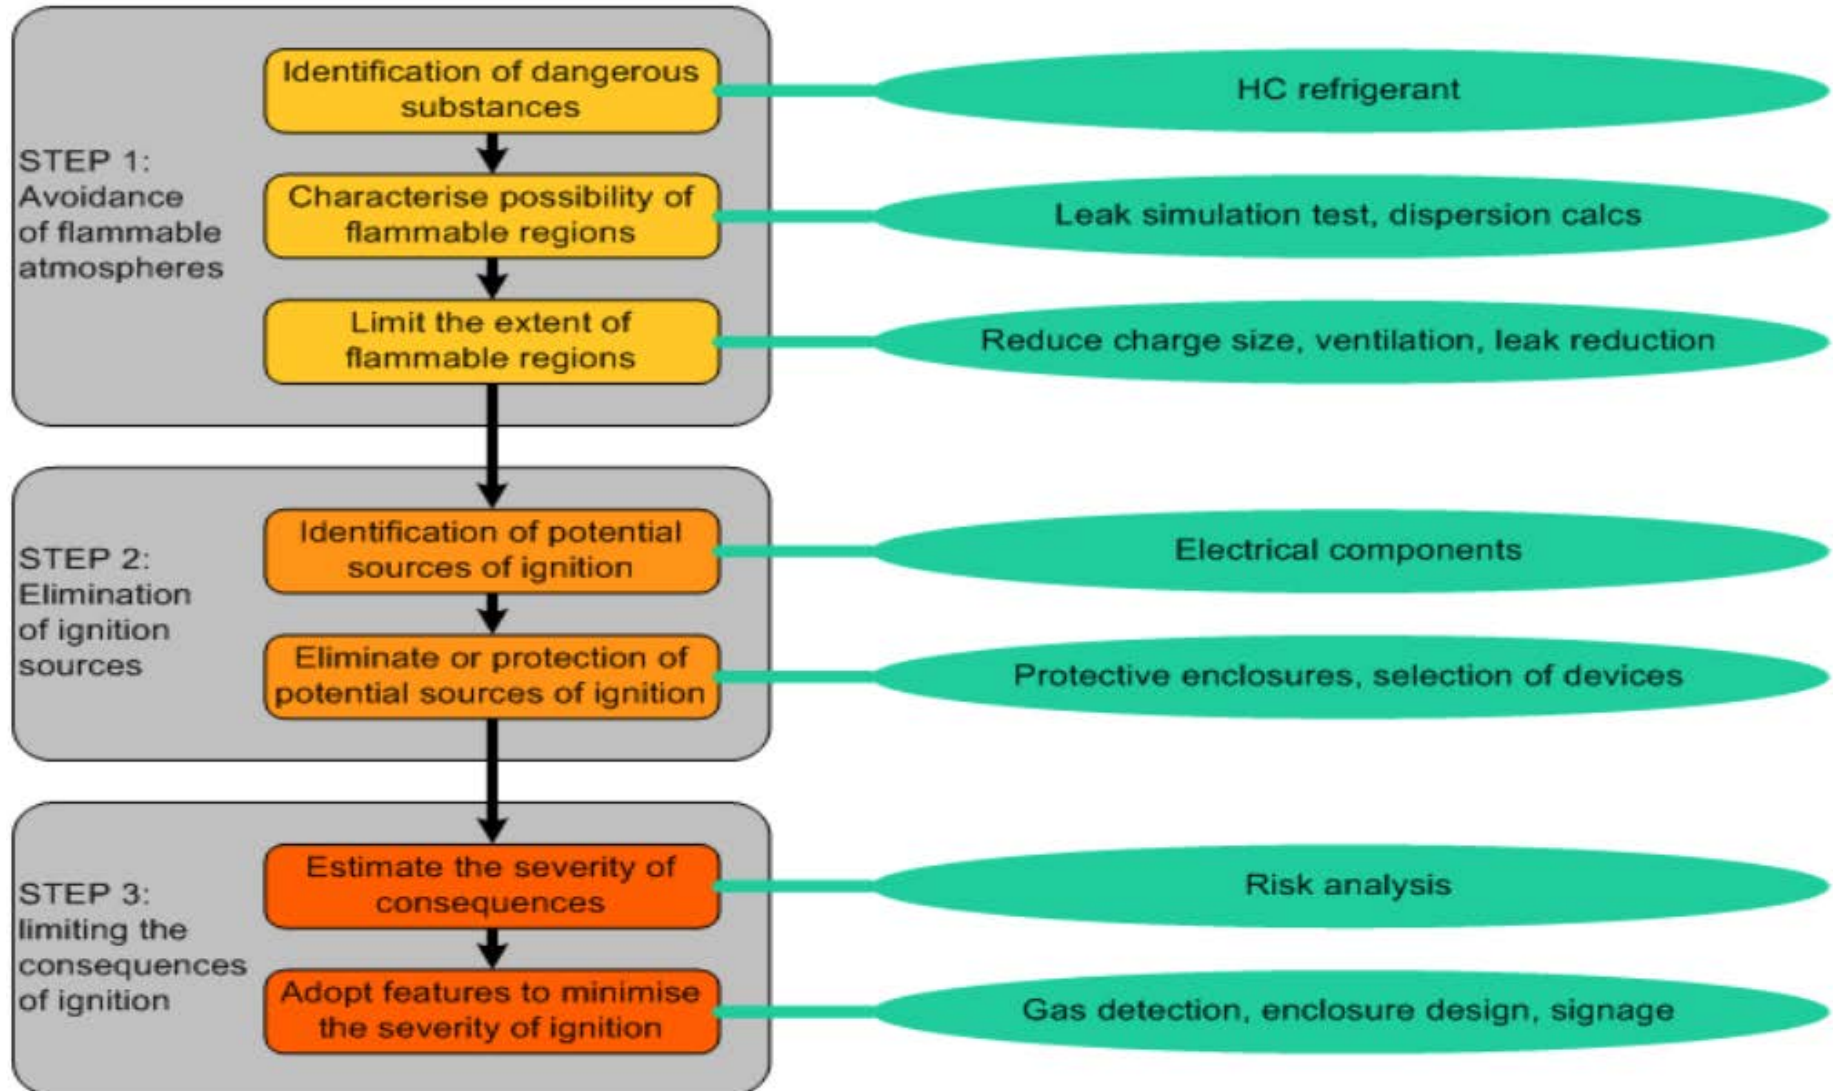 Identification of dangerous
substances
HC refrigerant
STEP 1:
Avoidance
of flammable
atmospheres
Characterise possibility of
flammable regions
Leak simulation test, dispersion calcs
Limit the extent of
flammable regions
Reduce charge size, ventilation, leak reduction
STEP 2:
Elimination
of ignition
sources
Identification of potential
sources of ignition
Electrical components
Eliminate or protection of
potential sources of ignition
Protective enclosures, selection of devices
STEP 3:
limiting the
consequences
of ignition
Estimate the severity of
consequences
Risk analysis
Adopt features to minimise
the severity of ignition
Gas detection, enclosure design, signage